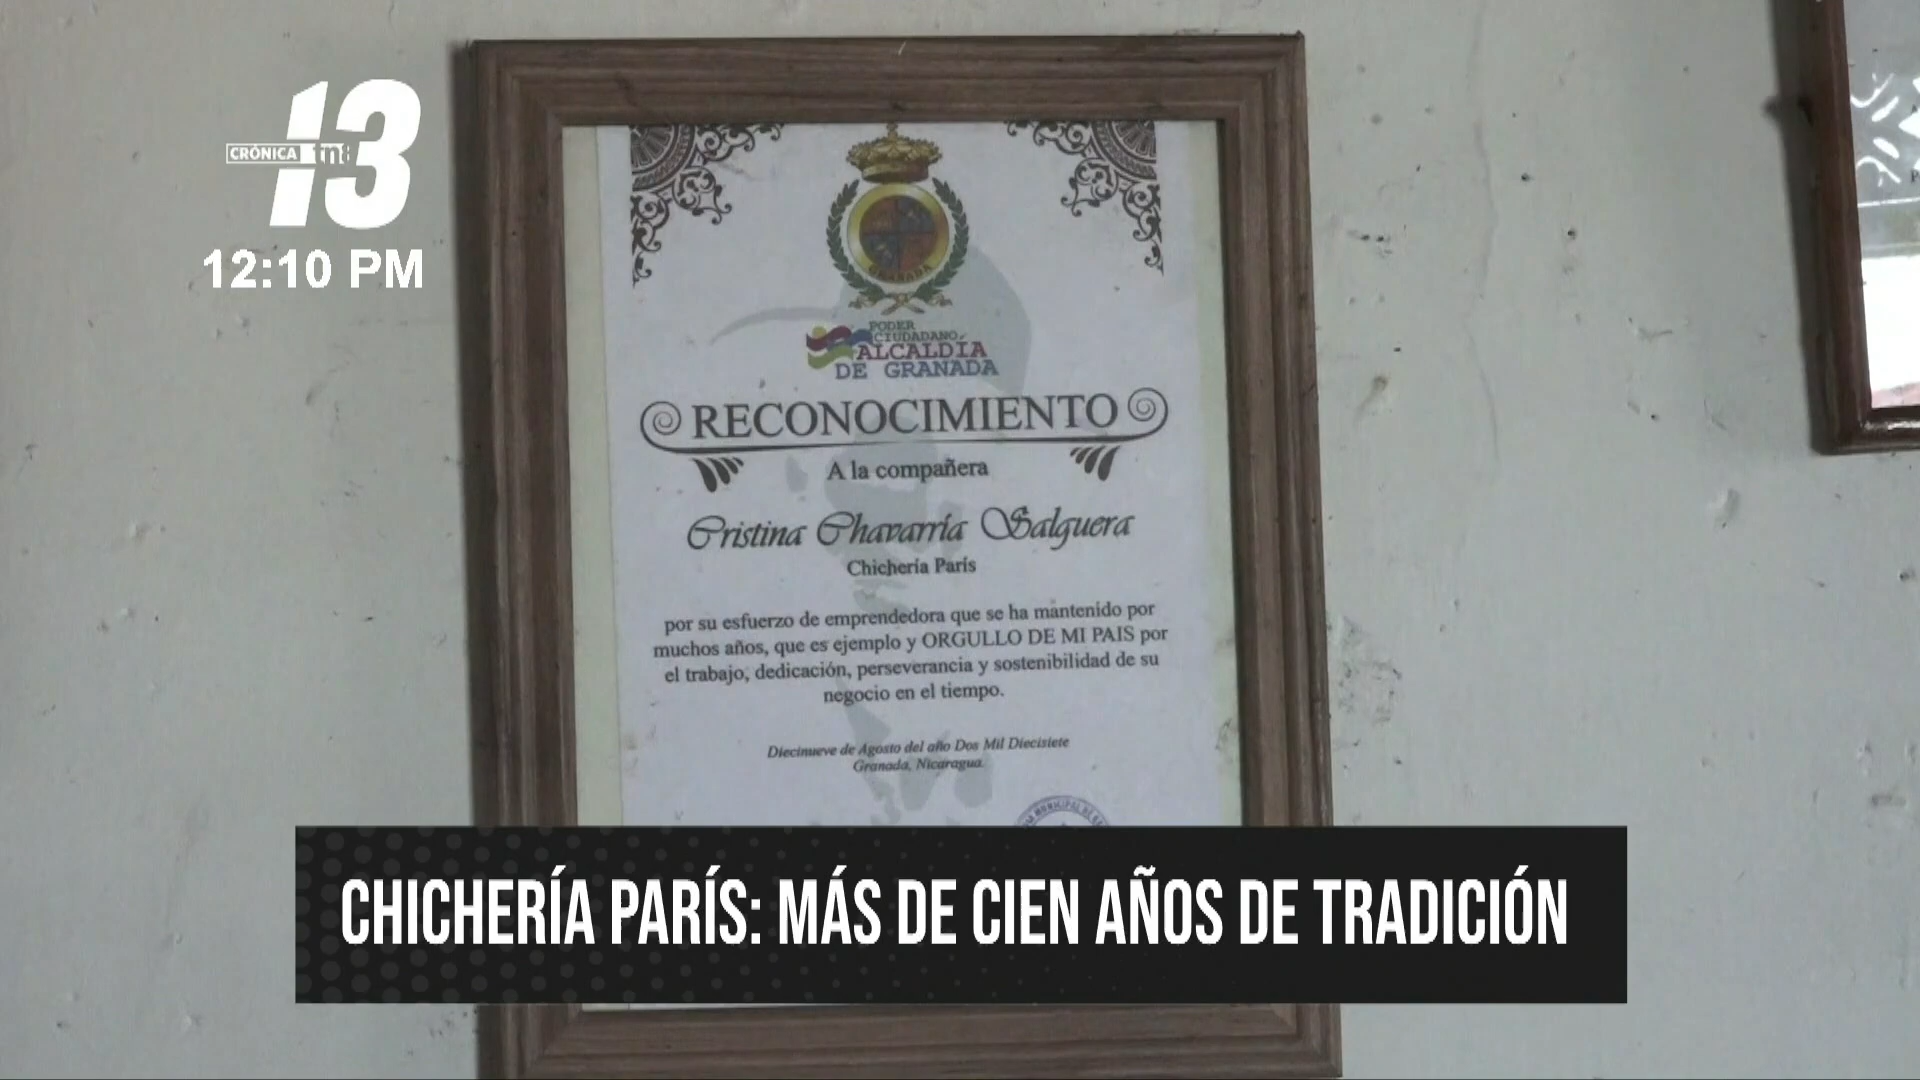 CRÓNICA tn8
13
12:10 PM
GRANADA
PODER
CIUDADANO
ALCALDÍA
DE GRANADA
RECONOCIMIENTO
A la compañera
Cristina Chavarría Salguera
Chichería París
por su esfuerzo de emprendedora que se ha mantenido por
muchos años, que es ejemplo y ORGULLO DE MI PAIS por
el trabajo, dedicación, perseverancia y sostenibilidad de su
negocio en el tiempo.
Diecinueve de Agosto del año Dos Mil Diecisiete
Granada, Nicaragua.
MUNICIPAL DE
CHICHERÍA PARÍS: MÁS DE CIEN AÑOS DE TRADICIÓN